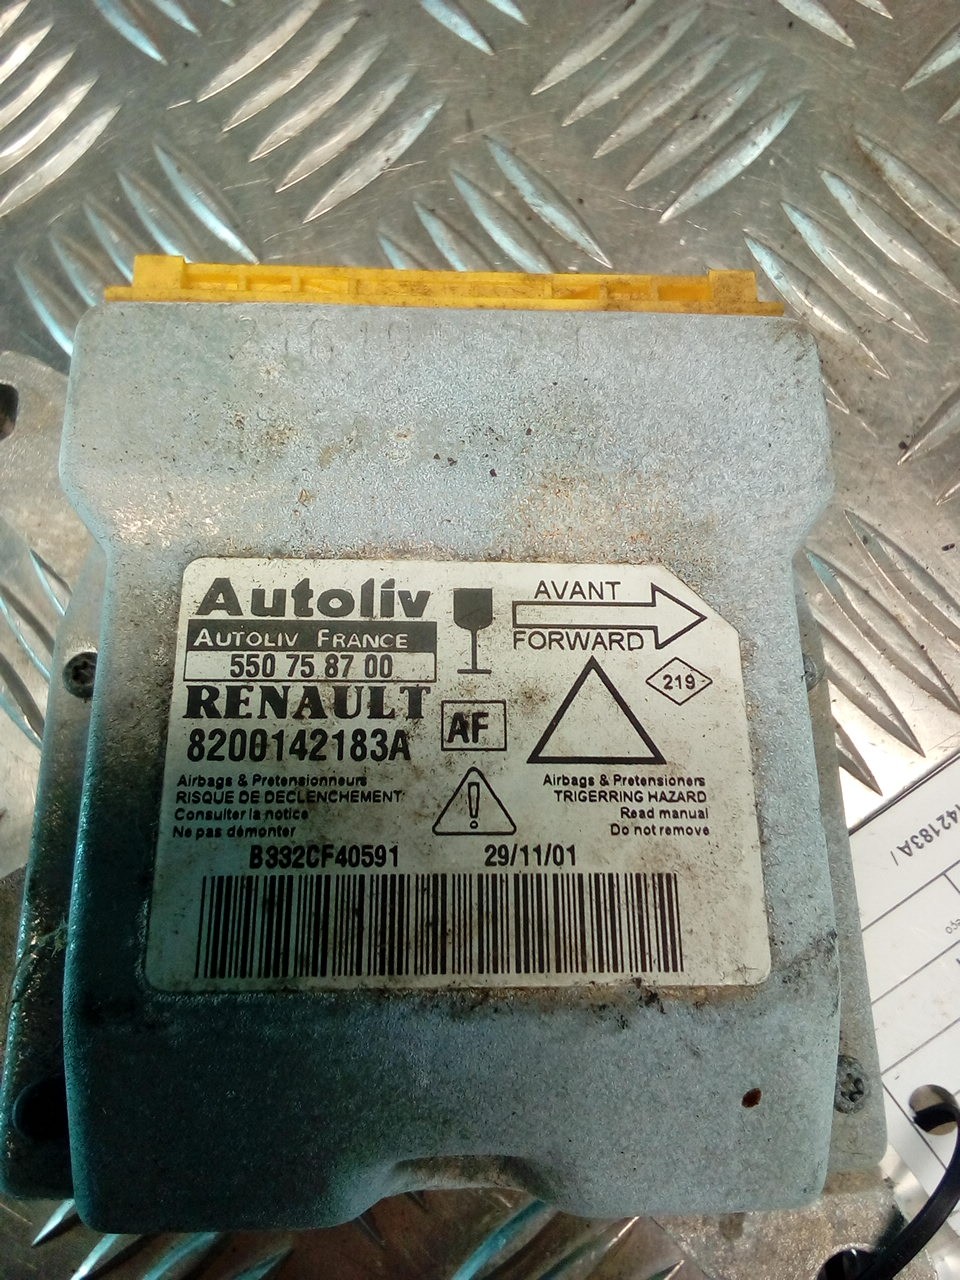 Autoliv
AUTOLIV FRANCE
550 75 87 00
RENAULT
8200142183A
AF
AVANT
FORWARD
219
Airbags & Pretensionneurs
RISQUE DE DECLENCHEMENT
Consulter la notice
Ne pas démonter
Airbags & Pretensioners
TRIGERRING HAZARD
Read manual
Do not remove
B332CF40591 29/11/01
142183A /